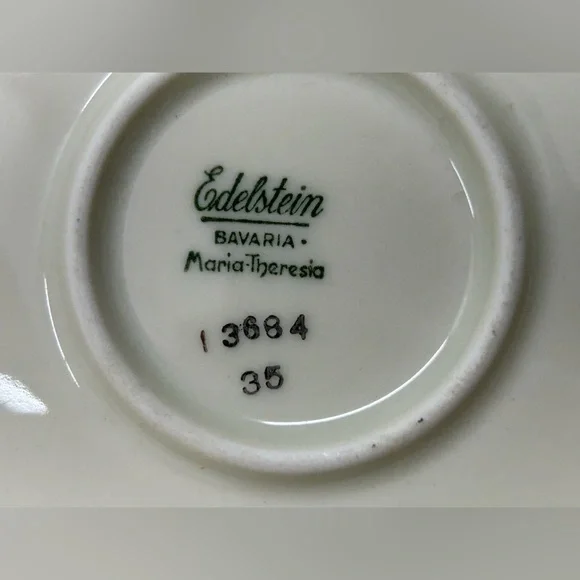 Edelstein
BAVARIA •
Maria-Theresia
13684
35